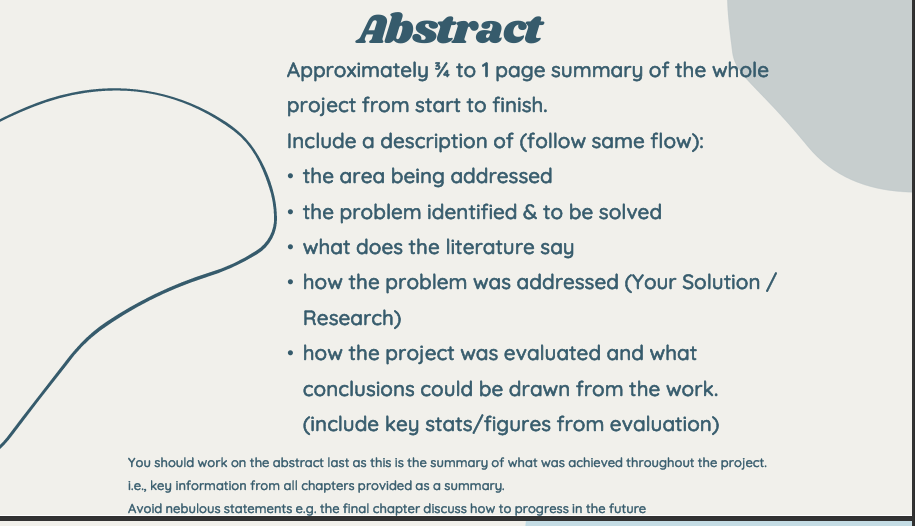 Abstract
Approximately ¾ to 1 page summary of the whole
project from start to finish.
Include a description of (follow same flow):
• the area being addressed
• the problem identified & to be solved
• what does the literature say
• how the problem was addressed (Your Solution /
Research)
• how the project was evaluated and what
conclusions could be drawn from the work.
(include key stats/figures from evaluation)
You should work on the abstract last as this is the summary of what was achieved throughout the project.
i.e., key information from all chapters provided as a summary.
Avoid nebulous statements e.g. the final chapter discuss how to progress in the future